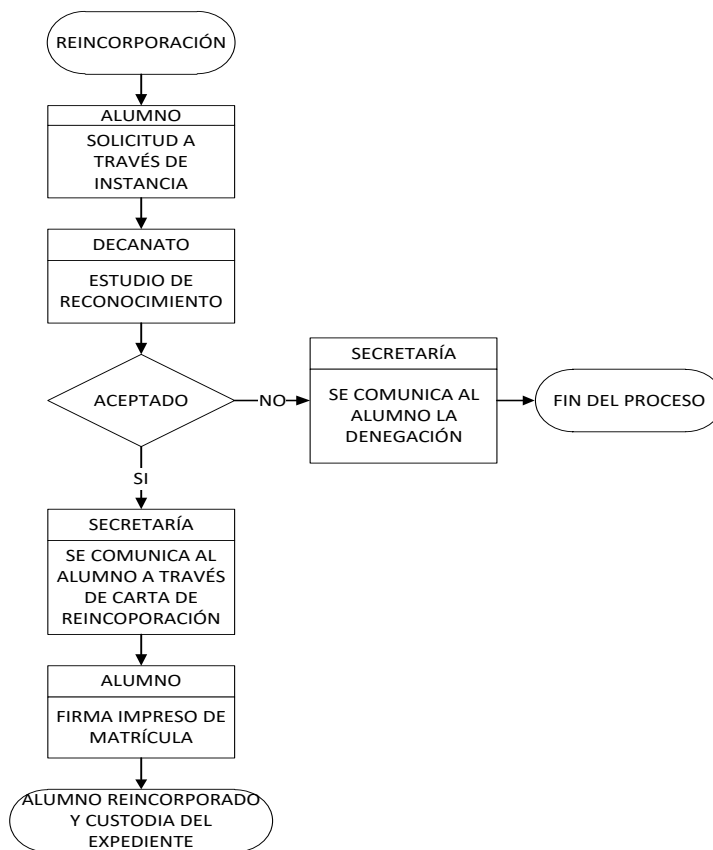 REINCORPORACIÓN
ALUMNO
SOLICITUD A
TRAVÉS DE
INSTANCIA
DECANATO
ESTUDIO DE
RECONOCIMIENTO
ACEPTADO
NO
SECRETARÍA
SE COMUNICA AL
ALUMNO LA
DENEGACIÓN
FIN DEL PROCESO
SI
SECRETARÍA
SE COMUNICA AL
ALUMNO A TRAVÉS
DE CARTA DE
REINCOPORACIÓN
ALUMNO
FIRMA IMPRESO DE
MATRÍCULA
ALUMNO REINCORPORADO
Y CUSTODIA DEL
EXPEDIENTE